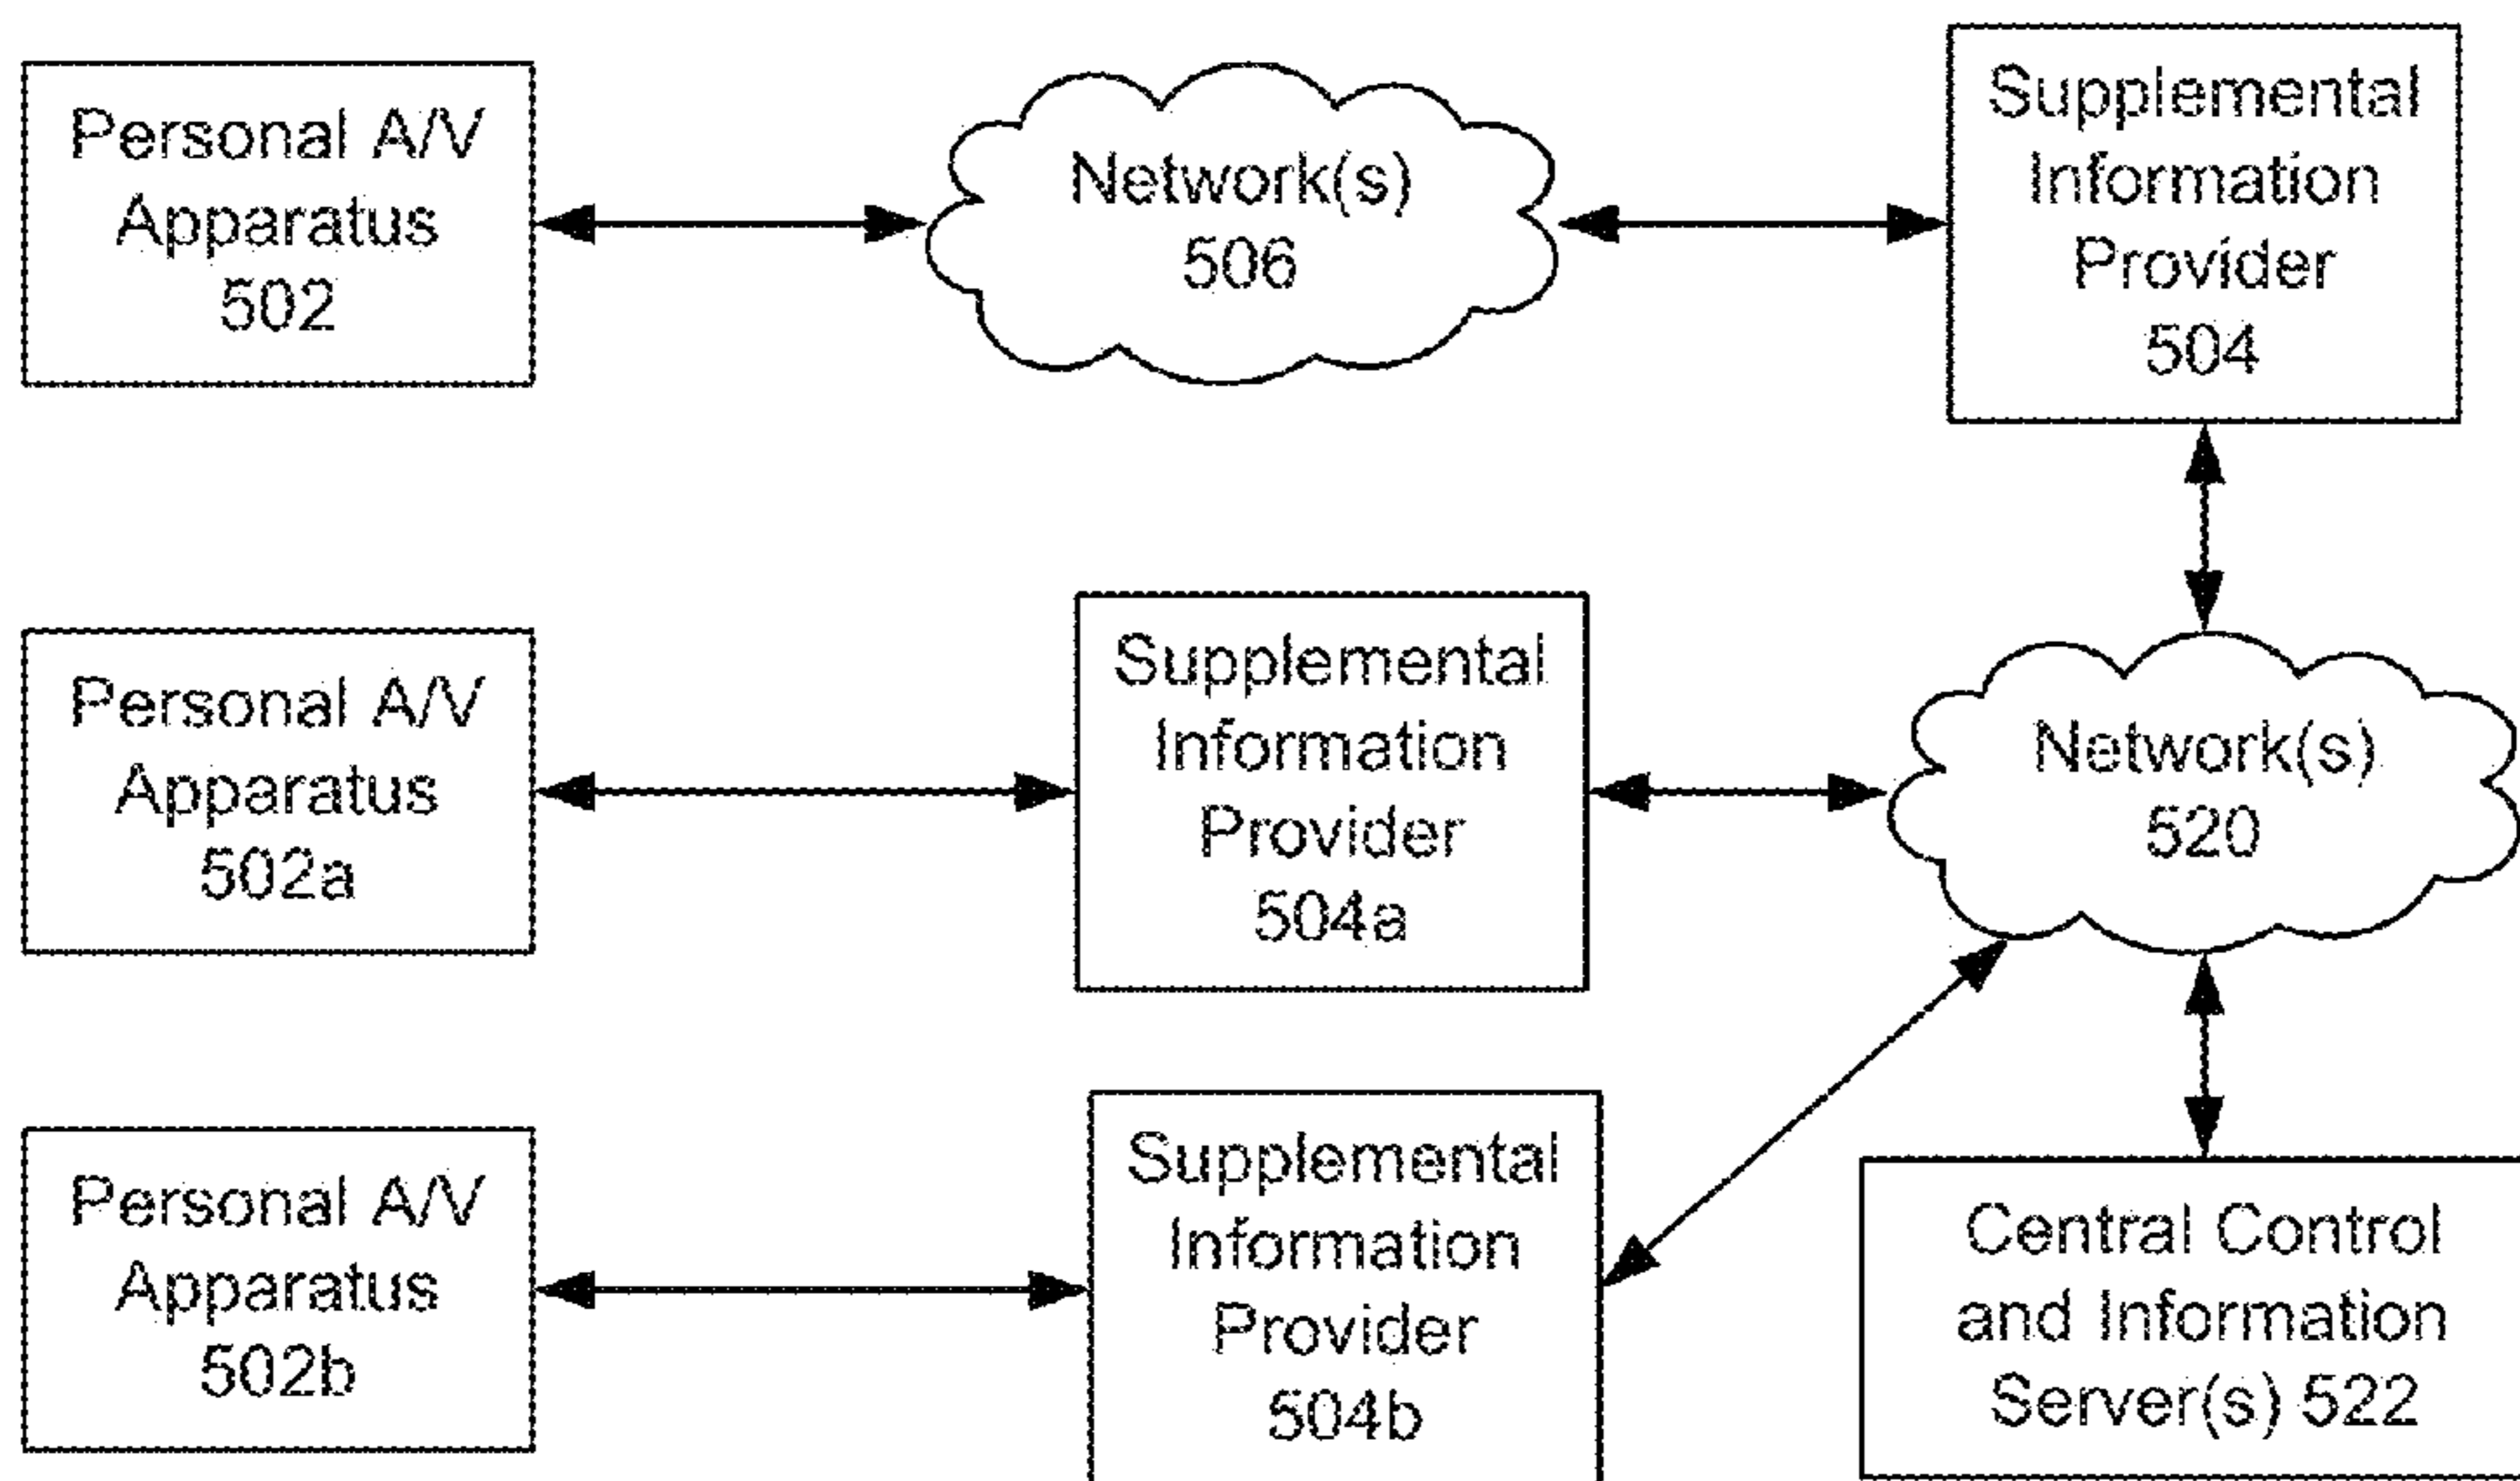 Personal A/V
Apparatus
502
Network(s)
506
Supplemental
Information
Provider
504
Personal A/V
Apparatus
502a
Supplemental
Information
Provider
504a
Network(s)
520
Personal A/V
Apparatus
502b
Supplemental
Information
Provider
504b
Central Control
and Information
Server(s) 522